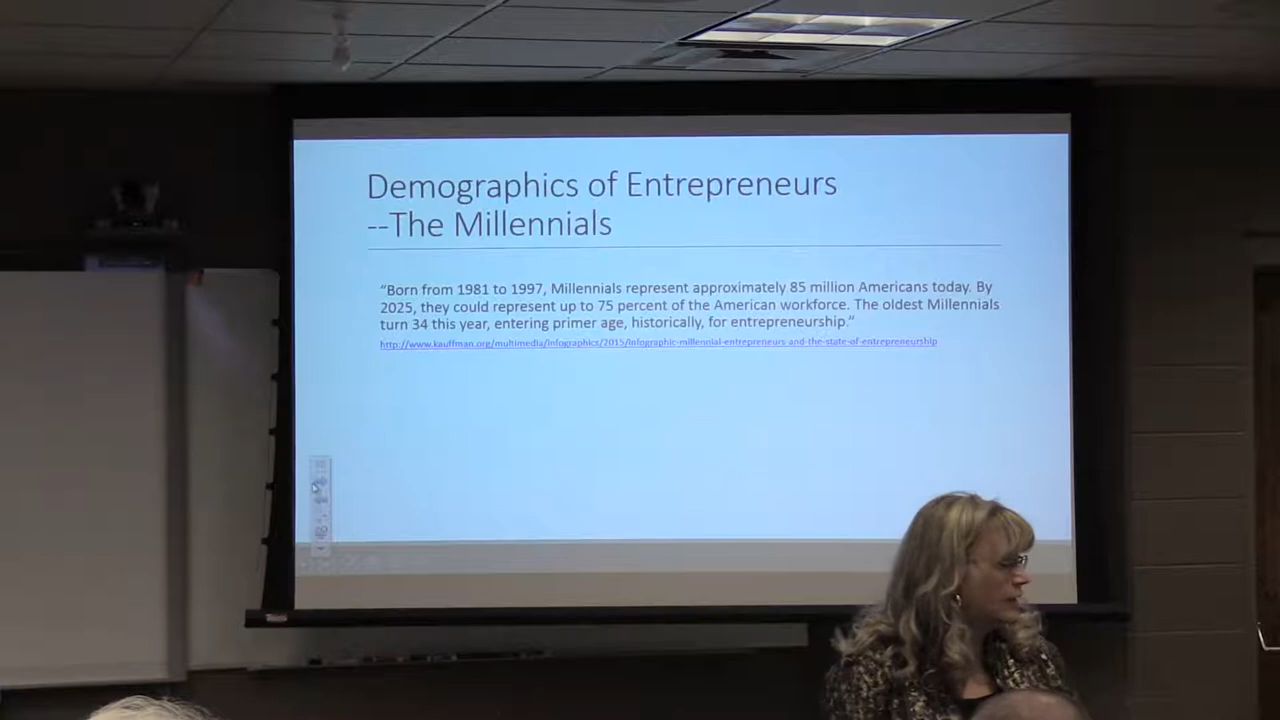 Demographics of Entrepreneurs
--The Millennials
“Born from 1981 to 1997, Millennials represent approximately 85 million Americans today. By
2025, they could represent up to 75 percent of the American workforce. The oldest Millennials
turn 34 this year, entering primer age, historically, for entrepreneurship.“
http://www.kauffman.org/multimedia/infographics/2015/infographic-millennial-entrepreneurs-and-the-state-of-entrepreneurship